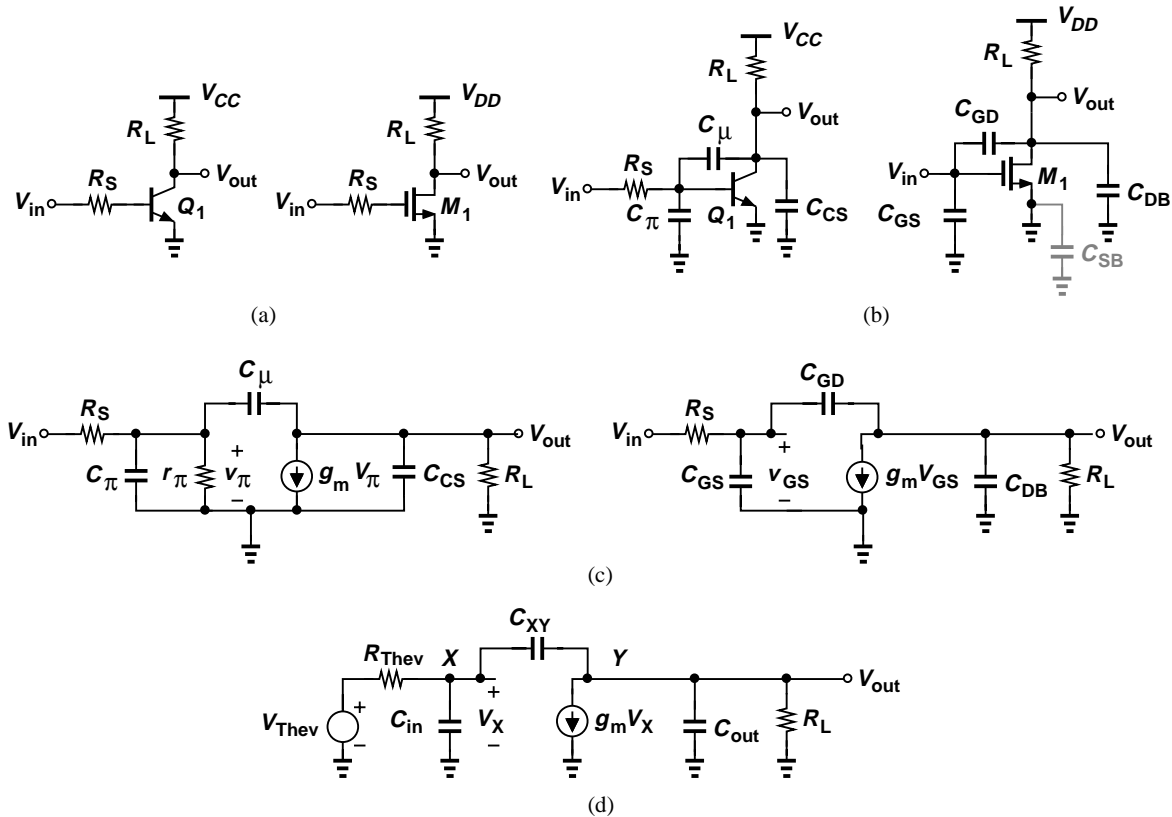 V_CC
R_L
V_out
R_S
V_in
Q_1
V_DD
R_L
V_out
R_S
V_in
M_1
(a)
V_CC
R_L
V_out
C_μ
R_S
V_in
C_π
Q_1
C_CS
V_DD
R_L
V_out
C_GD
V_in
M_1
C_GS
C_DB
C_SB
(b)
C_μ
R_S
V_in
V_out
C_π
r_π
+
v_π
−
g_m V_π
C_CS
R_L
C_GD
R_S
V_in
V_out
C_GS
+
v_GS
−
g_m V_GS
C_DB
R_L
(c)
C_XY
R_Thev
X
Y
V_out
V_Thev
+
−
C_in
+
V_X
−
g_m V_X
C_out
R_L
(d)